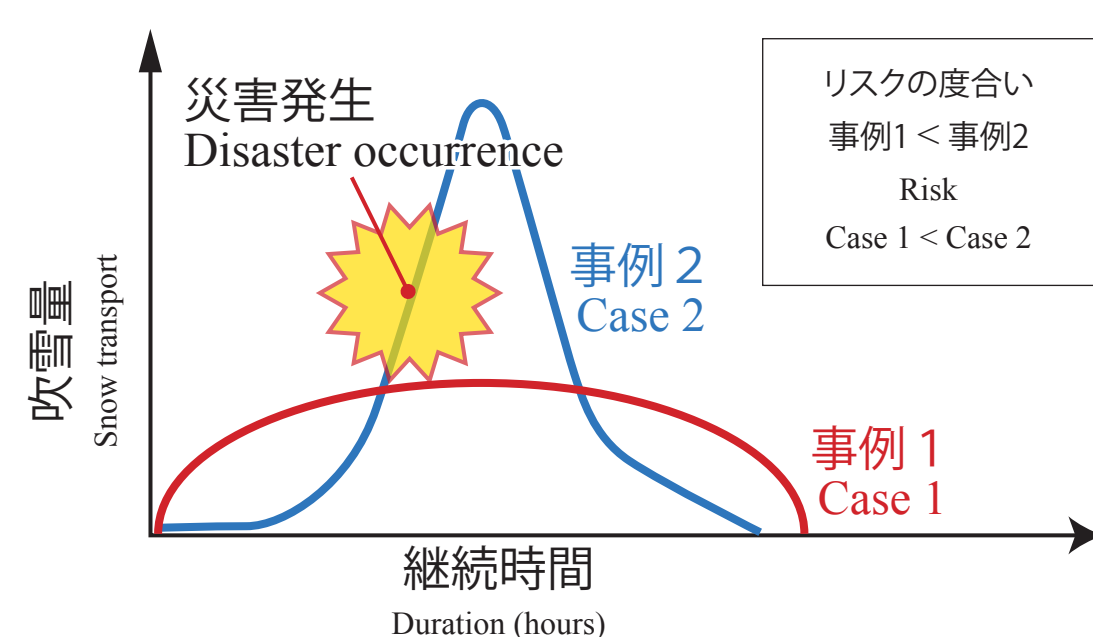 災害発生
Disaster occurrence
リスクの度合い
事例1 < 事例2
Risk
Case 1 < Case 2
事例 2
Case 2
吹雪量
Snow transport
事例 1
Case 1
継続時間
Duration (hours)